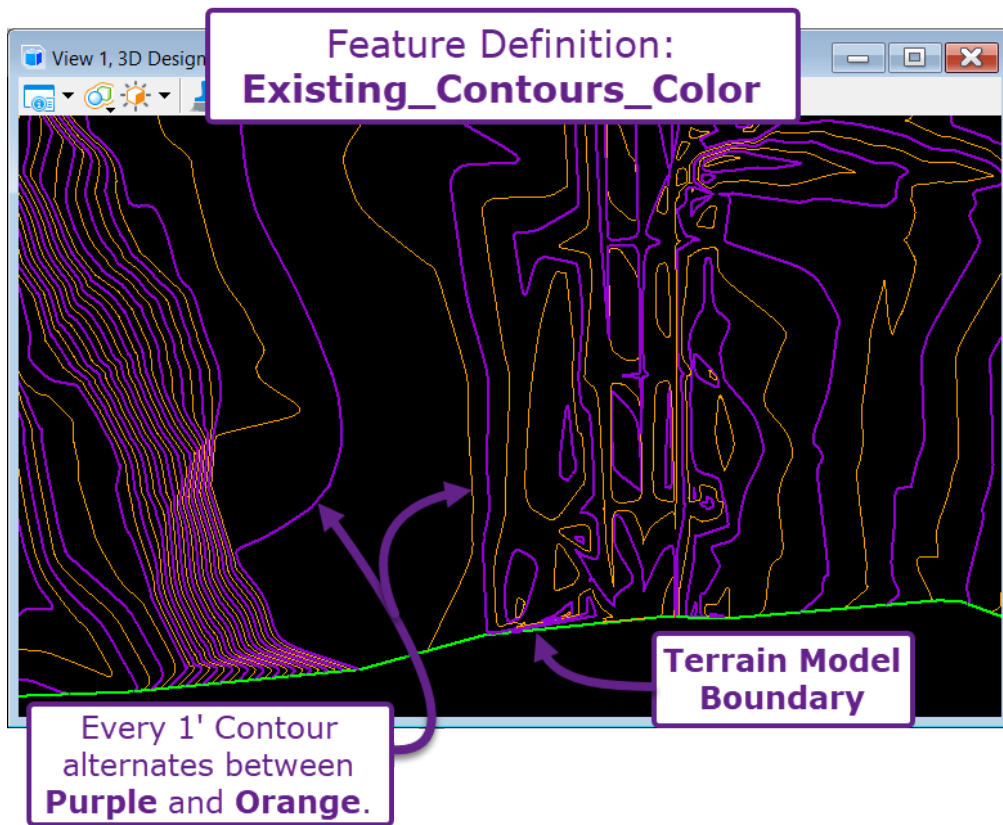 View 1, 3D Design
Feature Definition:
Existing_Contours_Color
Terrain Model
Boundary
Every 1' Contour
alternates between
Purple and Orange.